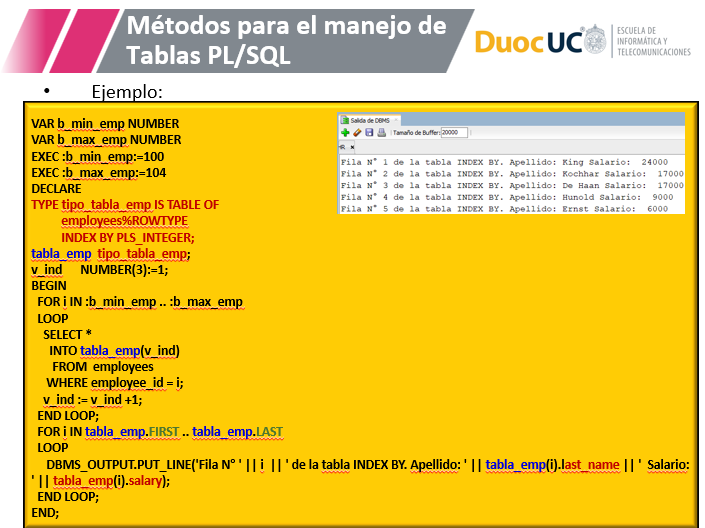 Métodos para el manejo de
Tablas PL/SQL
DuocUC
ESCUELA DE
INFORMÁTICA Y
TELECOMUNICACIONES
• Ejemplo:
VAR b_min_emp NUMBER
VAR b_max_emp NUMBER
EXEC :b_min_emp:=100
EXEC :b_max_emp:=104
DECLARE
TYPE tipo_tabla_emp IS TABLE OF
employees%ROWTYPE
INDEX BY PLS_INTEGER;
tabla_emp tipo_tabla_emp;
v_ind NUMBER(3):=1;
BEGIN
FOR i IN :b_min_emp .. :b_max_emp
LOOP
SELECT *
INTO tabla_emp(v_ind)
FROM employees
WHERE employee_id = i;
v_ind := v_ind +1;
END LOOP;
FOR i IN tabla_emp.FIRST .. tabla_emp.LAST
LOOP
DBMS_OUTPUT.PUT_LINE('Fila N° ' || i || ' de la tabla INDEX BY. Apellido: ' || tabla_emp(i).last_name || ' Salario:
' || tabla_emp(i).salary);
END LOOP;
END;
Salida de DBMS
Tamaño de Buffer: 20000
HR
Fila N° 1 de la tabla INDEX BY. Apellido: King Salario: 24000
Fila N° 2 de la tabla INDEX BY. Apellido: Kochhar Salario: 17000
Fila N° 3 de la tabla INDEX BY. Apellido: De Haan Salario: 17000
Fila N° 4 de la tabla INDEX BY. Apellido: Hunold Salario: 9000
Fila N° 5 de la tabla INDEX BY. Apellido: Ernst Salario: 6000